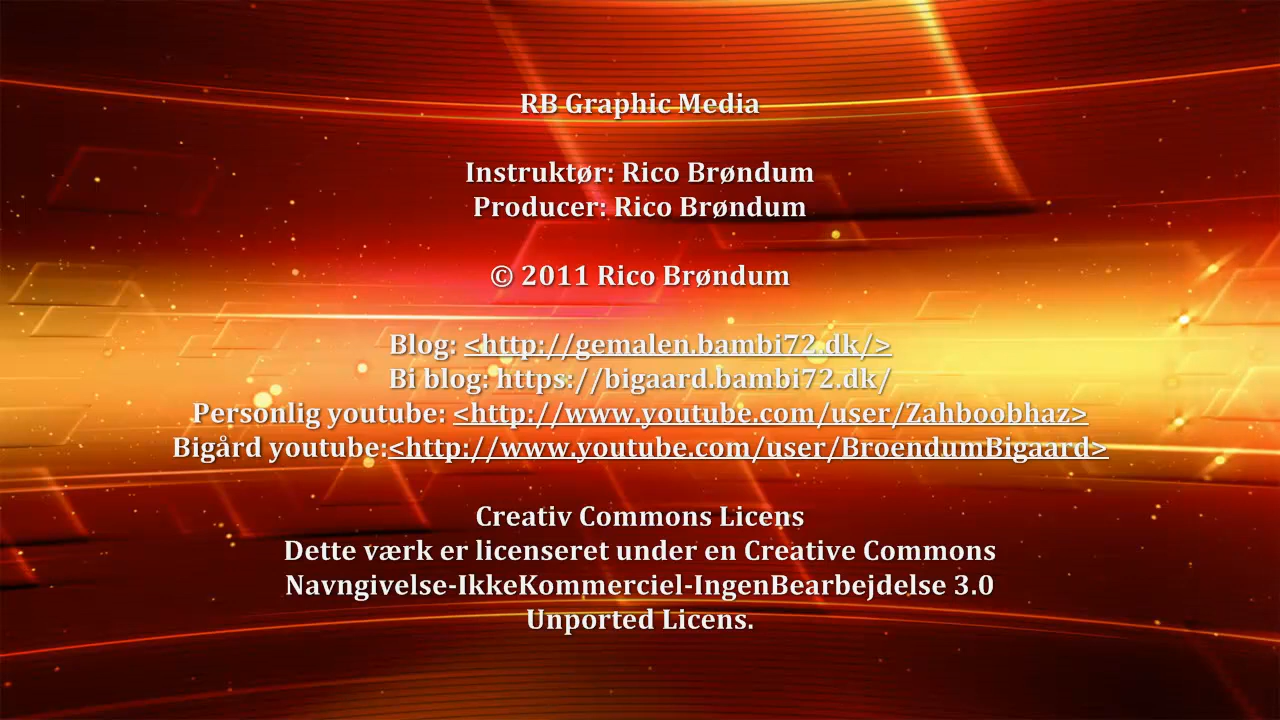 RB Graphic Media
Instruktør: Rico Brøndum
Producer: Rico Brøndum
© 2011 Rico Brøndum
Blog: <http://gemalen.bambi72.dk/>
Bi blog: https://bigaard.bambi72.dk/
Personlig youtube: <http://www.youtube.com/user/Zahboobhaz>
Bigård youtube:<http://www.youtube.com/user/BroendumBigaard>
Creativ Commons Licens
Dette værk er licenseret under en Creative Commons
Navngivelse-IkkeKommerciel-IngenBearbejdelse 3.0
Unported Licens.